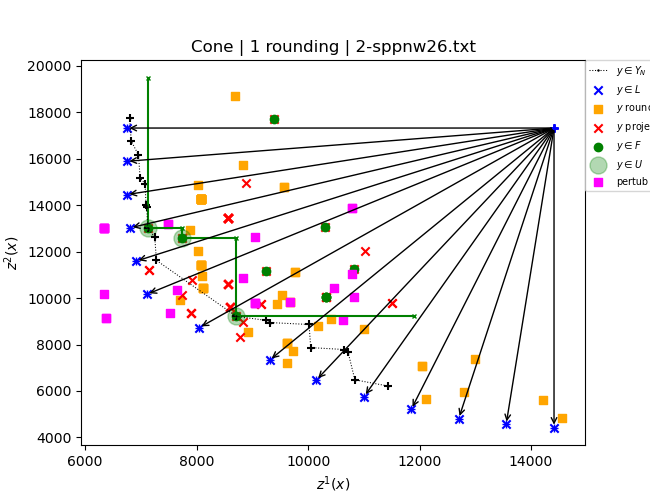 Cone | 1 rounding | 2-sppnw26.txt
20000
18000
16000
14000
12000
10000
8000
6000
4000
z²(x)
6000 8000 10000 12000 14000
z¹(x)
y ∈ Y_N
y ∈ L
y roun
y proje
y ∈ F
y ∈ U
pertub